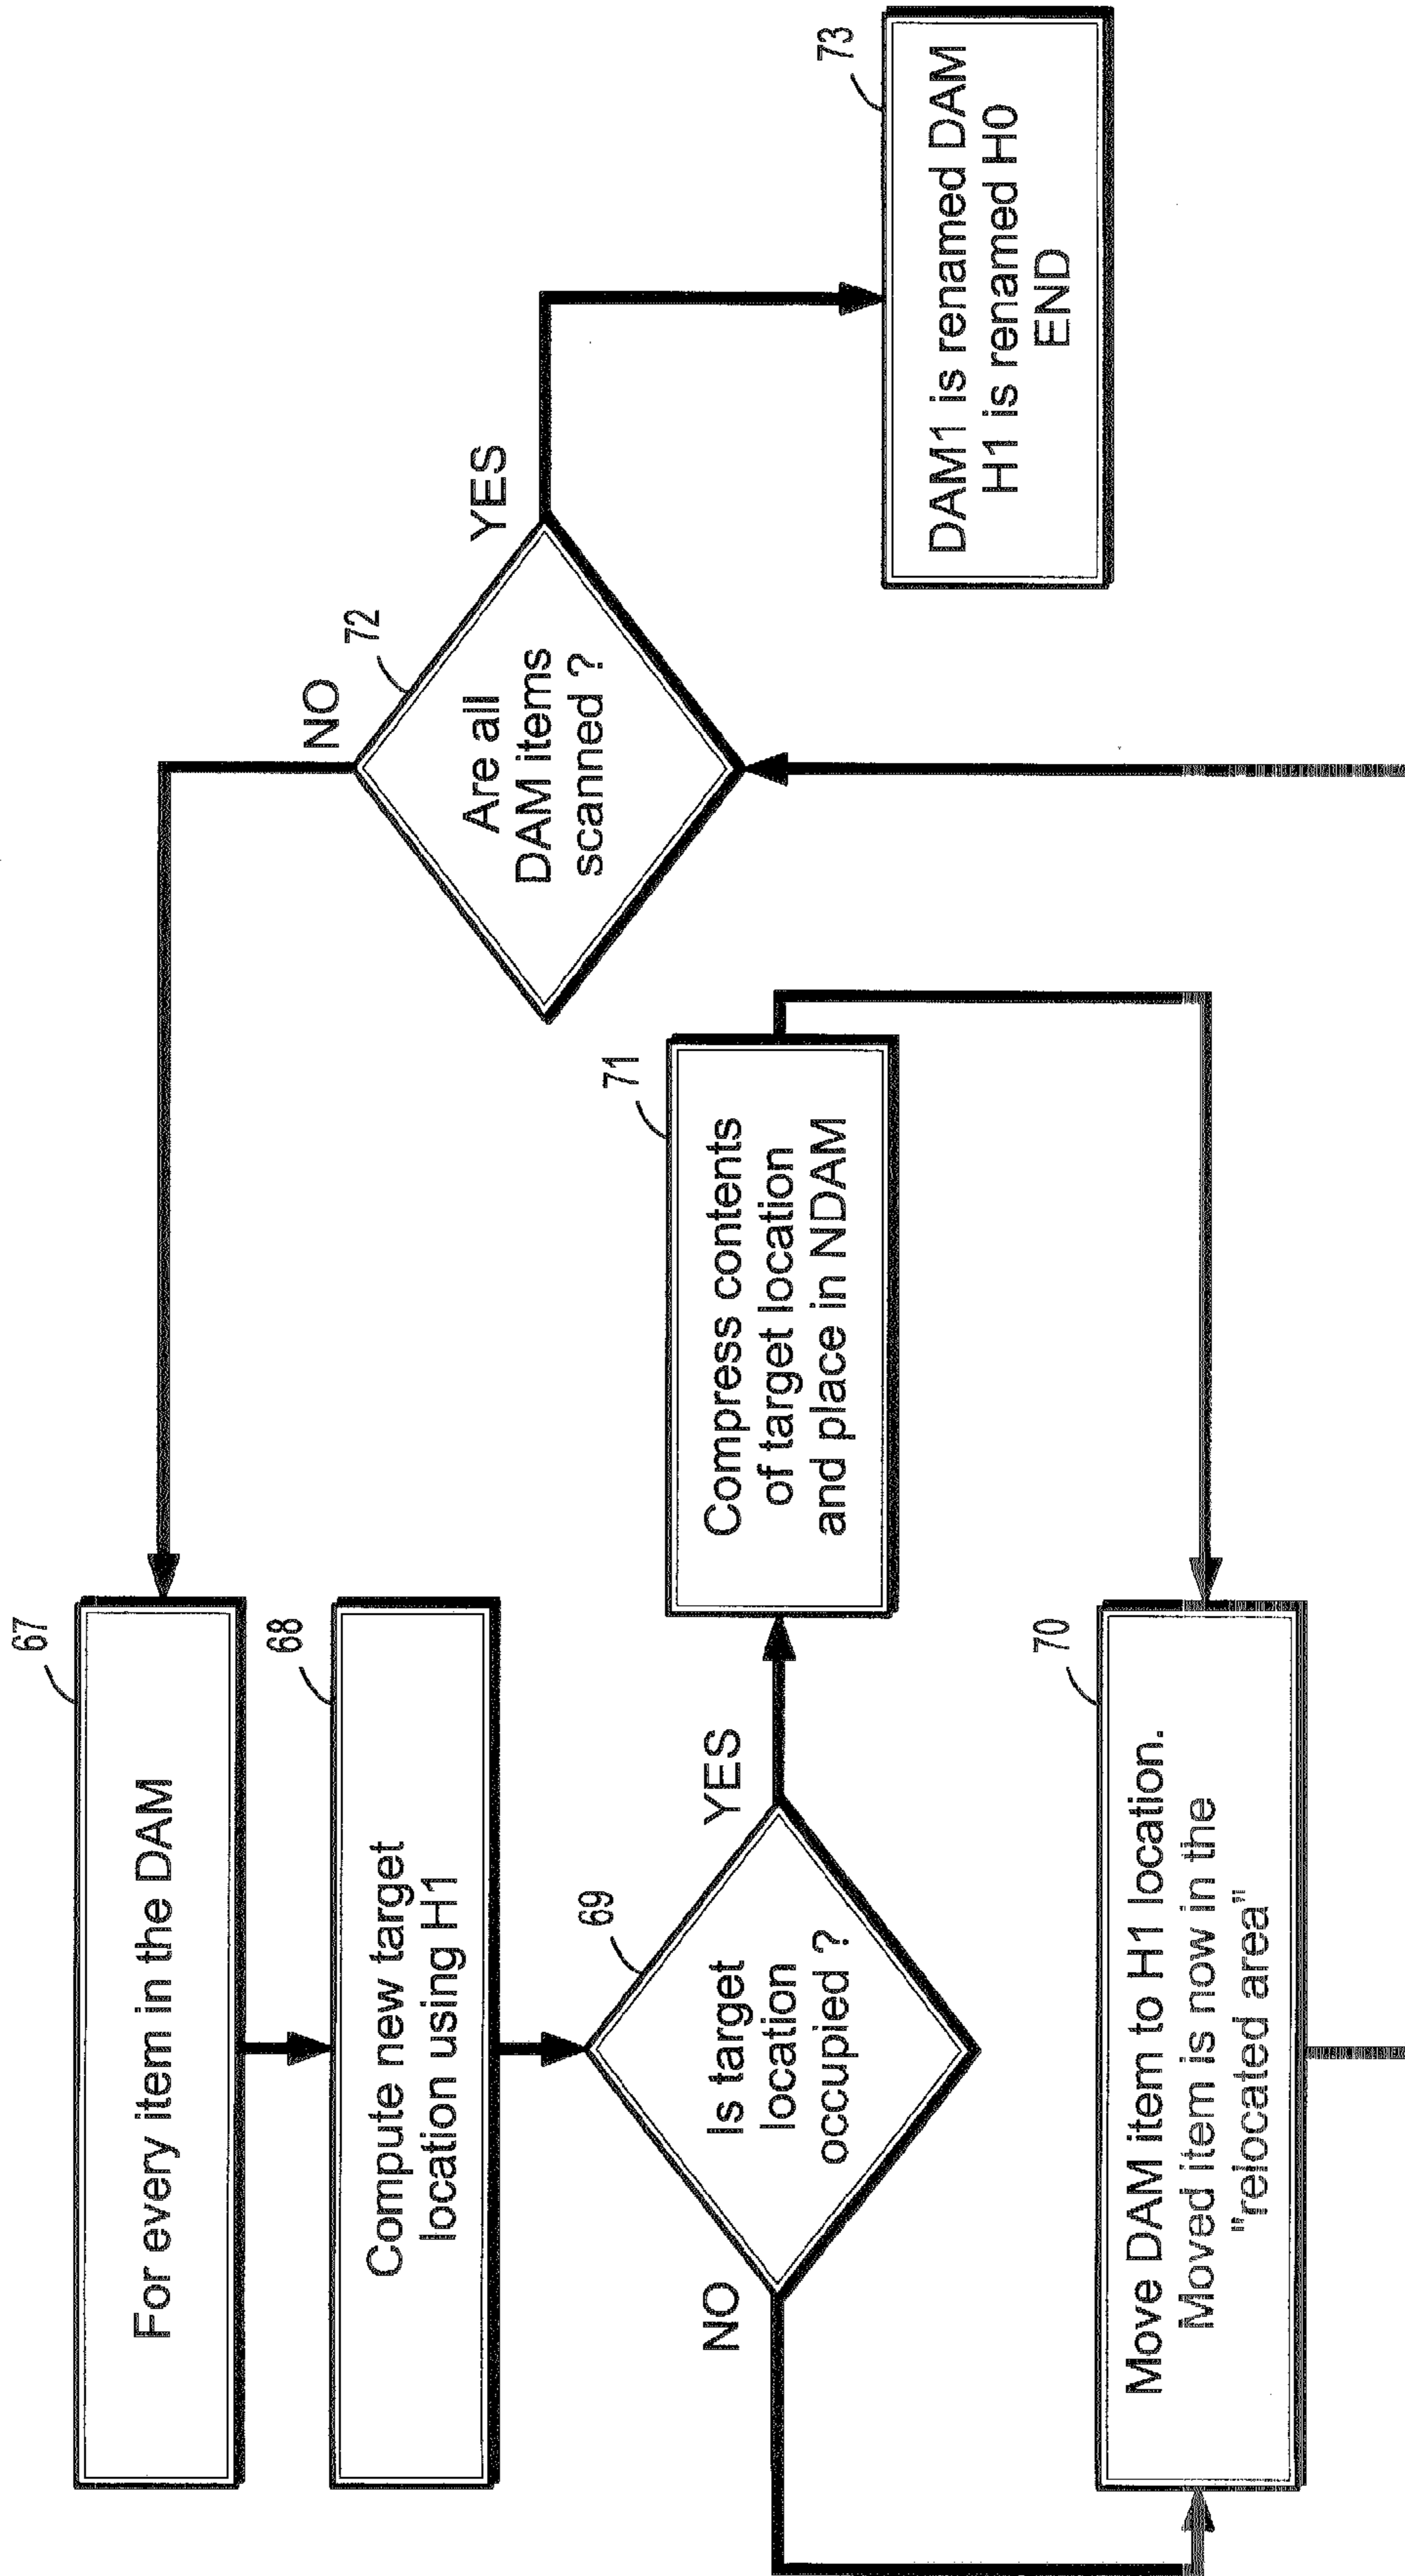 67
For every item in the DAM
68
Compute new target
location using H1
69
Is target
location
occupied ?
NO
YES
71
Compress contents
of target location
and place in NDAM
70
Move DAM item to H1 location.
Moved item is now in the
"relocated area"
72
Are all
DAM items
scanned ?
NO
YES
73
DAM1 is renamed DAM
H1 is renamed H0
END